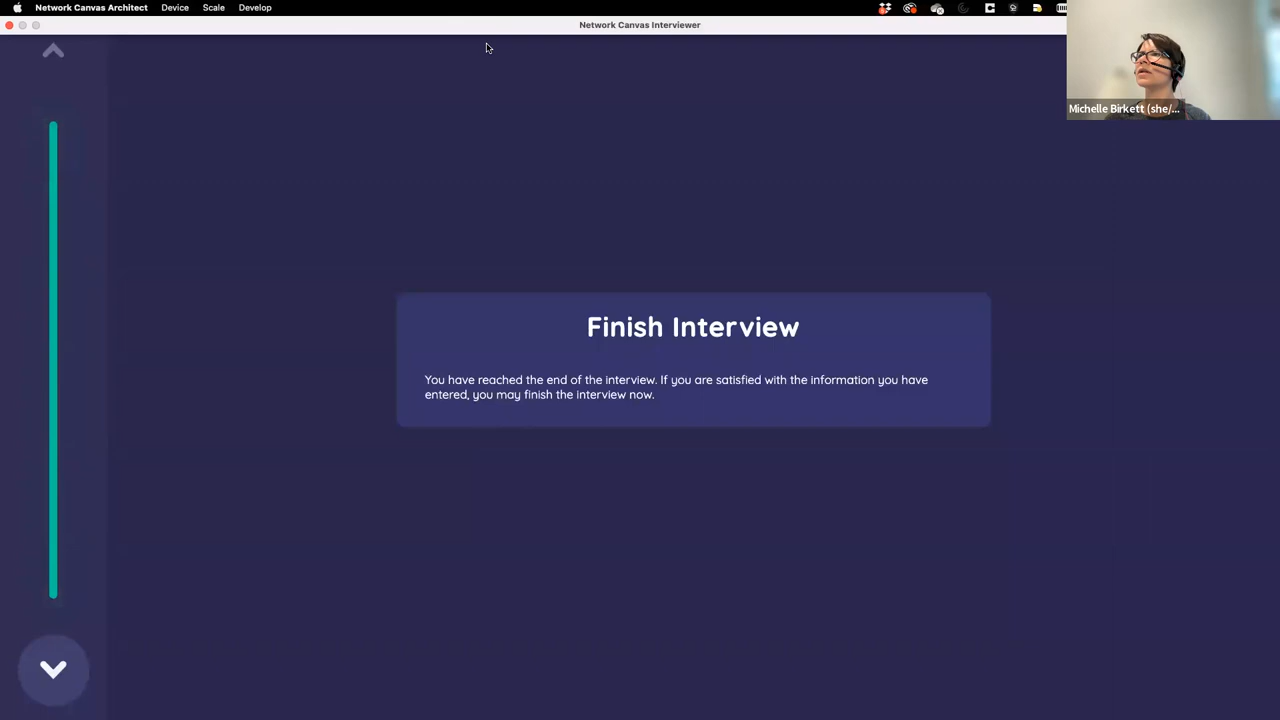 Network Canvas Architect Device Scale Develop
Network Canvas Interviewer
Michelle Birkett (she/...
Finish Interview
You have reached the end of the interview. If you are satisfied with the information you have
entered, you may finish the interview now.